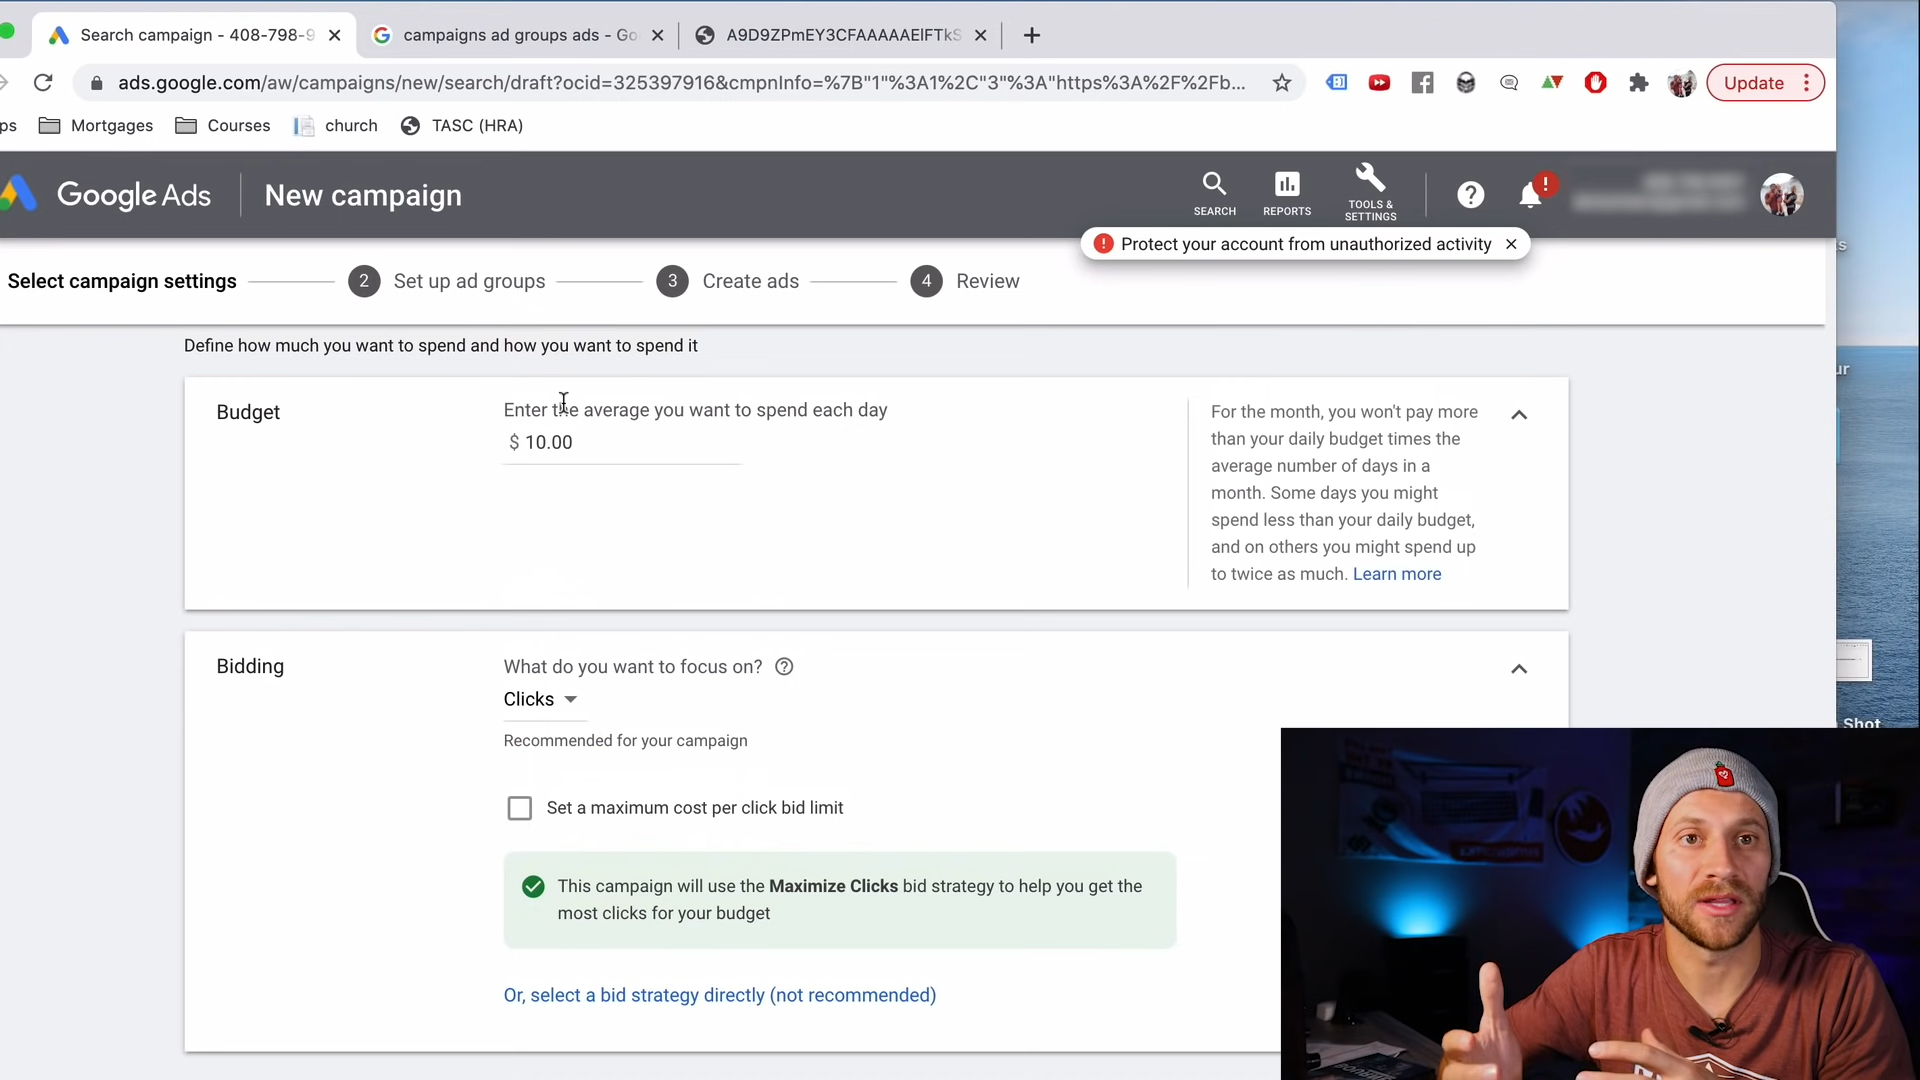 Search campaign - 408-798-9
campaigns ad groups ads - Go
A9D9ZPmEY3CFAAAAAElFTkS
ads.google.com/aw/campaigns/new/search/draft?ocid=325397916&cmpnInfo=%7B"1"%3A1%2C"3"%3A"https%3A%2F%2Fb...
Update
ps
Mortgages
Courses
church
TASC (HRA)
Google Ads
New campaign
SEARCH
REPORTS
TOOLS &
SETTINGS
Protect your account from unauthorized activity
Select campaign settings
2 Set up ad groups
3 Create ads
4 Review
Define how much you want to spend and how you want to spend it
Budget
Enter the average you want to spend each day
$ 10.00
For the month, you won't pay more
than your daily budget times the
average number of days in a
month. Some days you might
spend less than your daily budget,
and on others you might spend up
to twice as much. Learn more
Bidding
What do you want to focus on?
Clicks
Recommended for your campaign
Set a maximum cost per click bid limit
This campaign will use the Maximize Clicks bid strategy to help you get the
most clicks for your budget
Or, select a bid strategy directly (not recommended)
ur
Shot